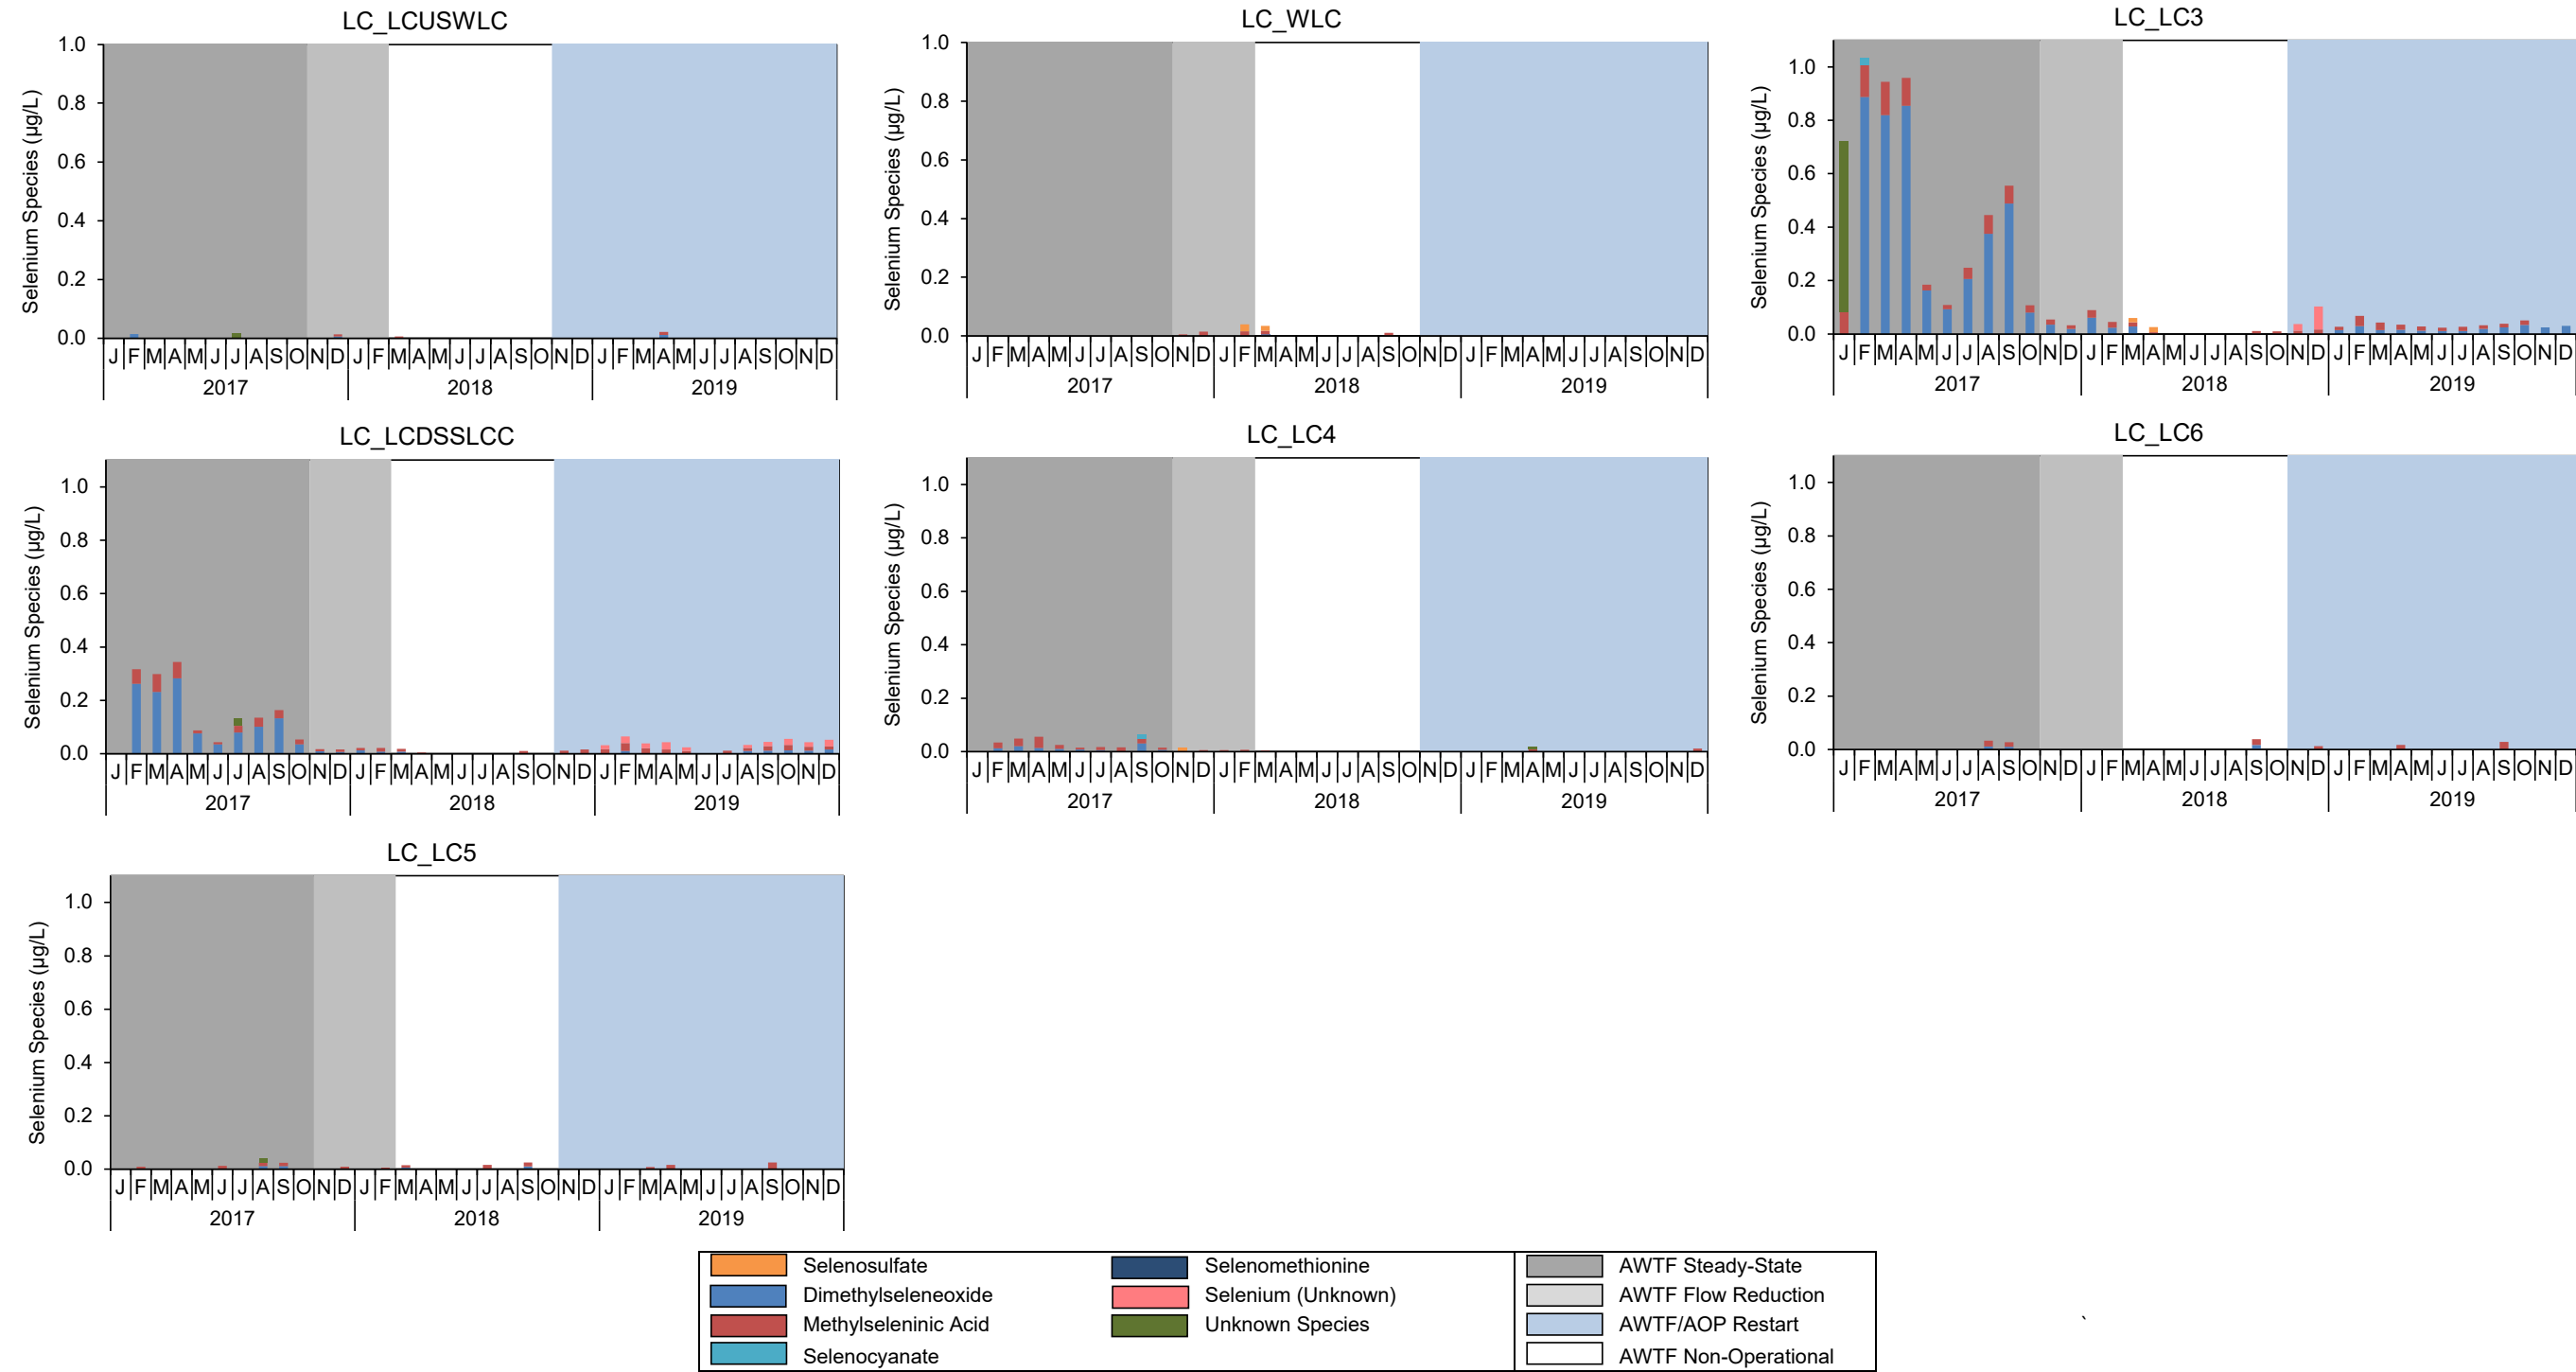 LC_LCUSWLC
Selenium Species (µg/L)
1.0
0.8
0.6
0.4
0.2
0.0
J F M A M J J A S O N D J F M A M J J A S O N D J F M A M J J A S O N D
2017 2018 2019
LC_WLC
Selenium Species (µg/L)
1.0
0.8
0.6
0.4
0.2
0.0
J F M A M J J A S O N D J F M A M J J A S O N D J F M A M J J A S O N D
2017 2018 2019
LC_LC3
Selenium Species (µg/L)
1.0
0.8
0.6
0.4
0.2
0.0
J F M A M J J A S O N D J F M A M J J A S O N D J F M A M J J A S O N D
2017 2018 2019
LC_LCDSSLCC
Selenium Species (µg/L)
1.0
0.8
0.6
0.4
0.2
0.0
J F M A M J J A S O N D J F M A M J J A S O N D J F M A M J J A S O N D
2017 2018 2019
LC_LC4
Selenium Species (µg/L)
1.0
0.8
0.6
0.4
0.2
0.0
J F M A M J J A S O N D J F M A M J J A S O N D J F M A M J J A S O N D
2017 2018 2019
LC_LC6
Selenium Species (µg/L)
1.0
0.8
0.6
0.4
0.2
0.0
J F M A M J J A S O N D J F M A M J J A S O N D J F M A M J J A S O N D
2017 2018 2019
LC_LC5
Selenium Species (µg/L)
1.0
0.8
0.6
0.4
0.2
0.0
J F M A M J J A S O N D J F M A M J J A S O N D J F M A M J J A S O N D
2017 2018 2019
Selenosulfate
Dimethylseleneoxide
Methylseleninic Acid
Selenocyanate
Selenomethionine
Selenium (Unknown)
Unknown Species
AWTF Steady-State
AWTF Flow Reduction
AWTF/AOP Restart
AWTF Non-Operational
`